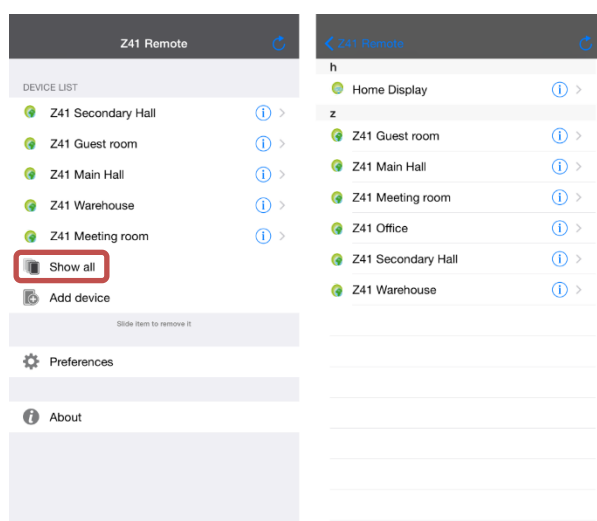 Z41 Remote
DEVICE LIST
Z41 Secondary Hall
Z41 Guest room
Z41 Main Hall
Z41 Warehouse
Z41 Meeting room
Show all
Add device
Slide item to remove it
Preferences
About
Z41 Remote
h
Home Display
z
Z41 Guest room
Z41 Main Hall
Z41 Meeting room
Z41 Office
Z41 Secondary Hall
Z41 Warehouse